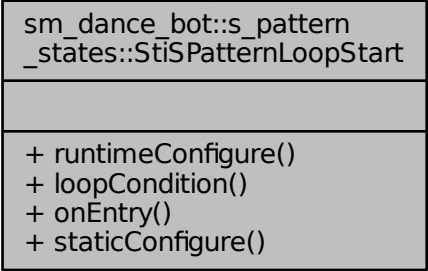 sm_dance_bot::s_pattern
_states::StiSPatternLoopStart
+ runtimeConfigure()
+ loopCondition()
+ onEntry()
+ staticConfigure()